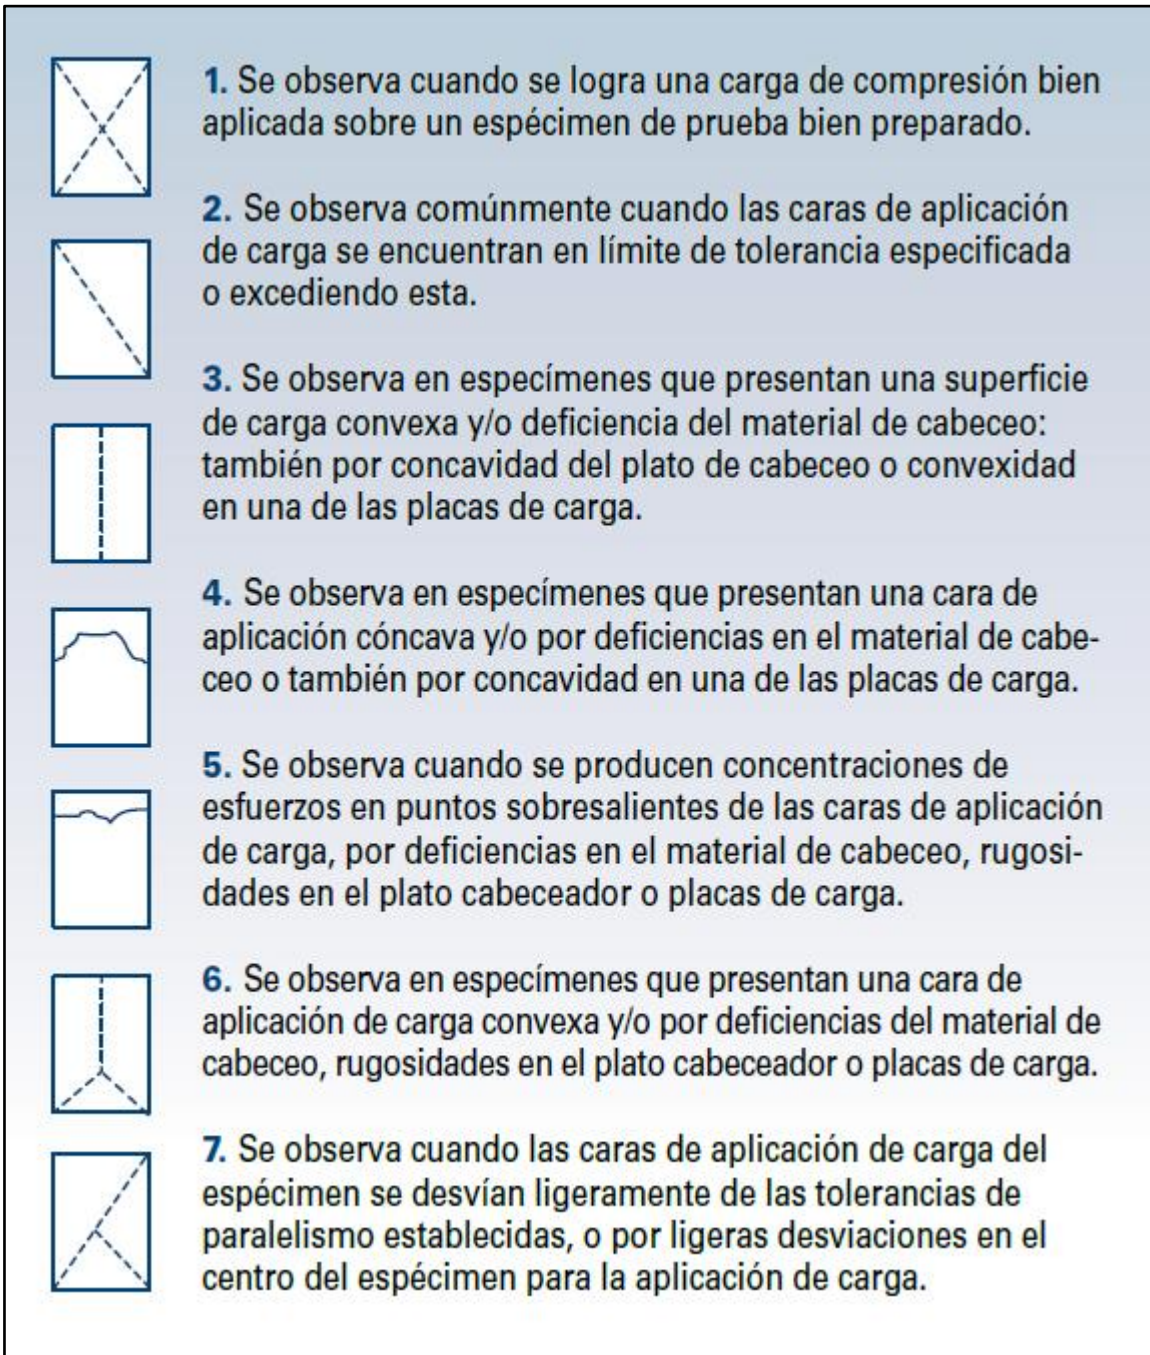 1. Se observa cuando se logra una carga de compresión bien
aplicada sobre un espécimen de prueba bien preparado.
2. Se observa comúnmente cuando las caras de aplicación
de carga se encuentran en límite de tolerancia especificada
o excediendo esta.
3. Se observa en especímenes que presentan una superficie
de carga convexa y/o deficiencia del material de cabeceo:
también por concavidad del plato de cabeceo o convexidad
en una de las placas de carga.
4. Se observa en especímenes que presentan una cara de
aplicación cóncava y/o por deficiencias en el material de cabe-
ceo o también por concavidad en una de las placas de carga.
5. Se observa cuando se producen concentraciones de
esfuerzos en puntos sobresalientes de las caras de aplicación
de carga, por deficiencias en el material de cabeceo, rugosi-
dades en el plato cabeceador o placas de carga.
6. Se observa en especímenes que presentan una cara de
aplicación de carga convexa y/o por deficiencias del material de
cabeceo, rugosidades en el plato cabeceador o placas de carga.
7. Se observa cuando las caras de aplicación de carga del
espécimen se desvían ligeramente de las tolerancias de
paralelismo establecidas, o por ligeras desviaciones en el
centro del espécimen para la aplicación de carga.